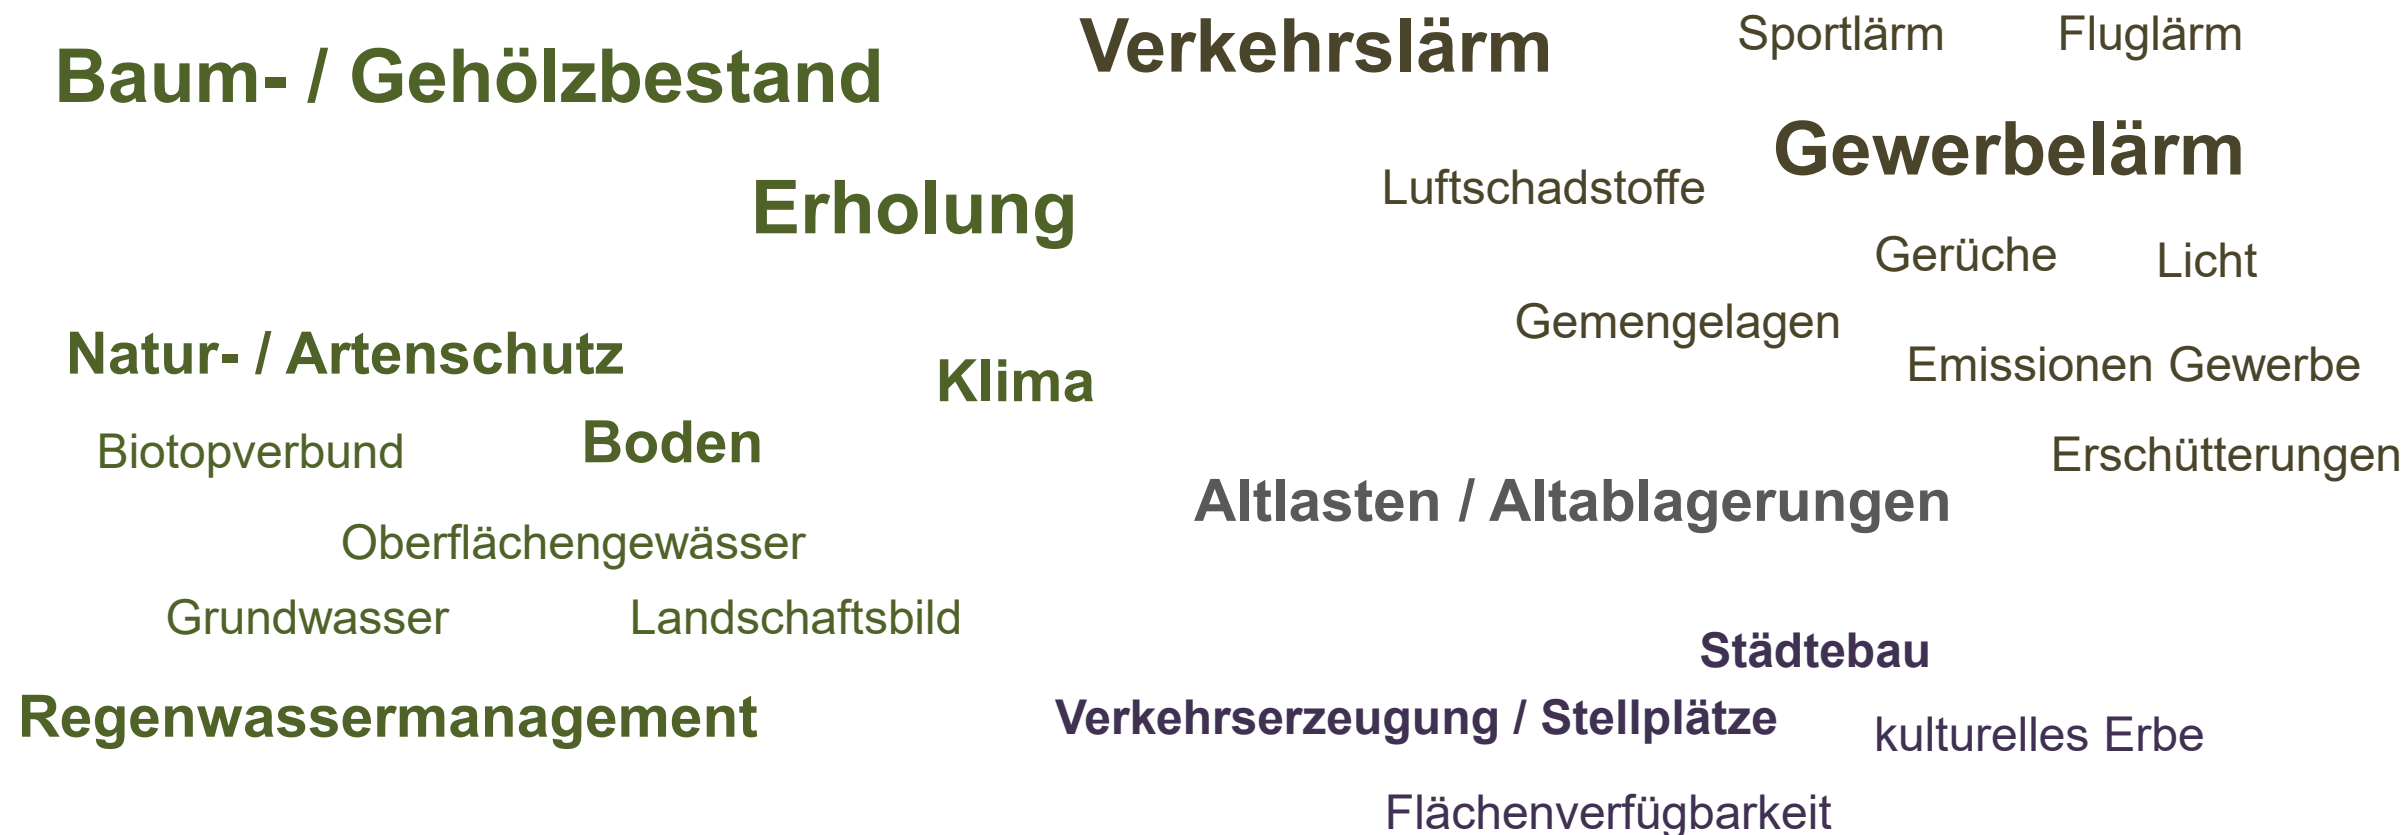 Verkehrslärm
Sportlärm
Fluglärm
Baum- / Gehölzbestand
Gewerbelärm
Luftschadstoffe
Erholung
Gerüche
Licht
Gemengelagen
Natur- / Artenschutz
Emissionen Gewerbe
Klima
Boden
Biotopverbund
Erschütterungen
Altlasten / Altablagerungen
Oberflächengewässer
Grundwasser
Landschaftsbild
Städtebau
Regenwassermanagement
Verkehrserzeugung / Stellplätze
kulturelles Erbe
Flächenverfügbarkeit